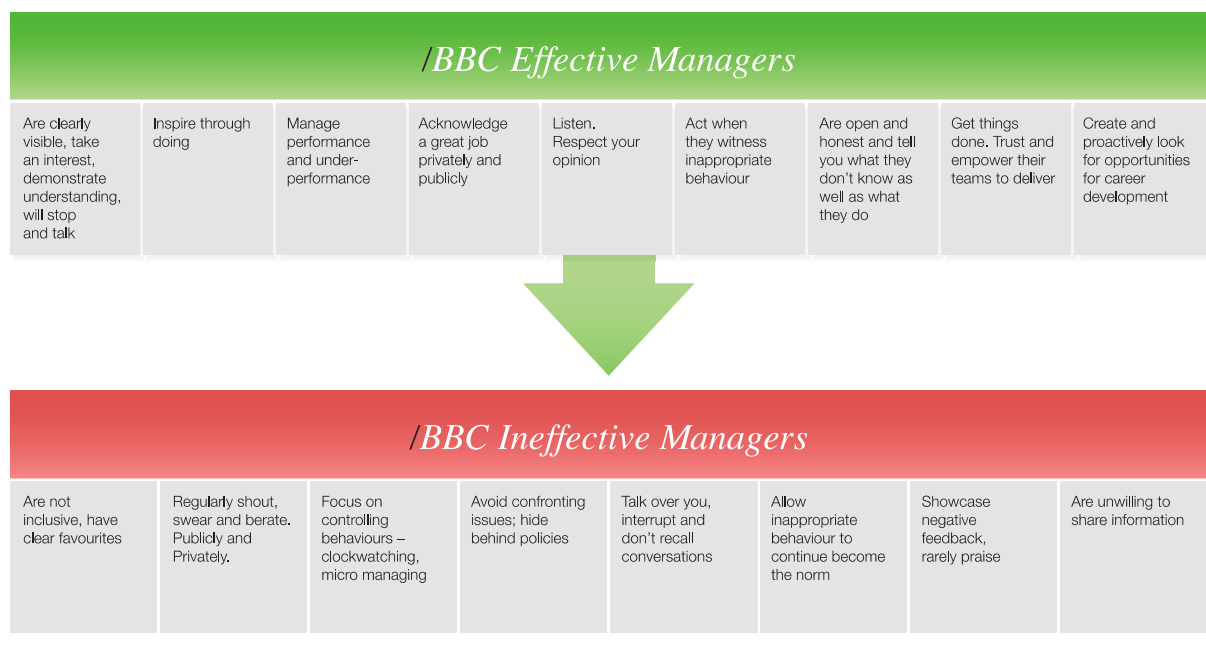 /BBC Effective Managers
Are clearly
visible, take
an interest,
demonstrate
understanding,
will stop
and talk
Inspire through
doing
Manage
performance
and under-
performance
Acknowledge
a great job
privately and
publicly
Listen.
Respect your
opinion
Act when
they witness
inappropriate
behaviour
Are open and
honest and tell
you what they
don't know as
well as what
they do
Get things
done. Trust and
empower their
teams to deliver
Create and
proactively look
for opportunities
for career
development
/BBC Ineffective Managers
Are not
inclusive, have
clear favourites
Regularly shout,
swear and berate.
Publicly and
Privately.
Focus on
controlling
behaviours –
clockwatching,
micro managing
Avoid confronting
issues; hide
behind policies
Talk over you,
interrupt and
don't recall
conversations
Allow
inappropriate
behaviour to
continue become
the norm
Showcase
negative
feedback,
rarely praise
Are unwilling to
share information